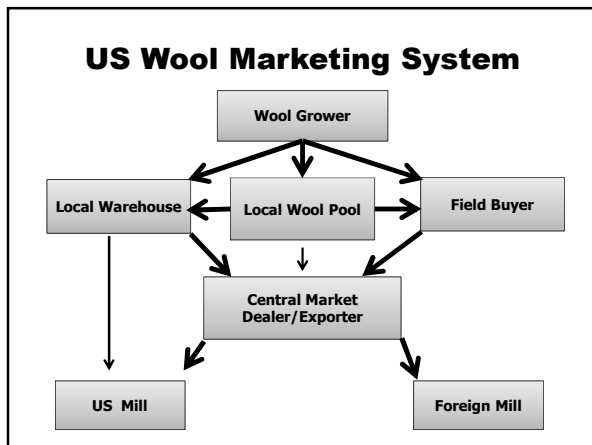 US Wool Marketing System
Wool Grower
Local Warehouse
Local Wool Pool
Field Buyer
Central Market
Dealer/Exporter
US Mill
Foreign Mill